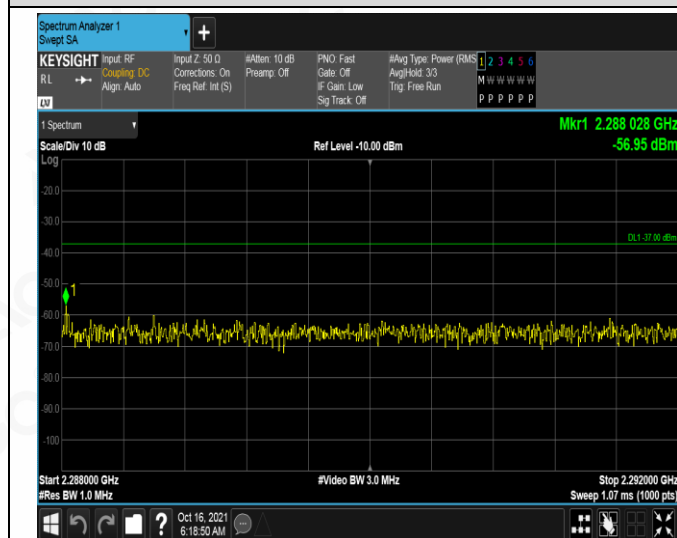 Spectrum Analyzer 1
Swept SA
+
KEYSIGHT
RL
LXI
Input: RF
Coupling: DC
Align: Auto
Input Z: 50 Ω
Corrections: On
Freq Ref: Int (S)
#Atten: 10 dB
Preamp: Off
PNO: Fast
Gate: Off
IF Gain: Low
Sig Track: Off
#Avg Type: Power (RMS
Avg|Hold: 3/3
Trig: Free Run
1 2 3 4 5 6
M W W W W W
P P P P P P
1 Spectrum
Mkr1 2.288 028 GHz
Scale/Div 10 dB
Ref Level -10.00 dBm
-56.95 dBm
Log
-20.0
-30.0
DL1 -37.00 dBm
-40.0
-50.0
1
-60.0
-70.0
-80.0
-90.0
-100
Start 2.288000 GHz
#Video BW 3.0 MHz
Stop 2.292000 GHz
#Res BW 1.0 MHz
Sweep 1.07 ms (1000 pts)
?
Oct 16, 2021
6:18:50 AM